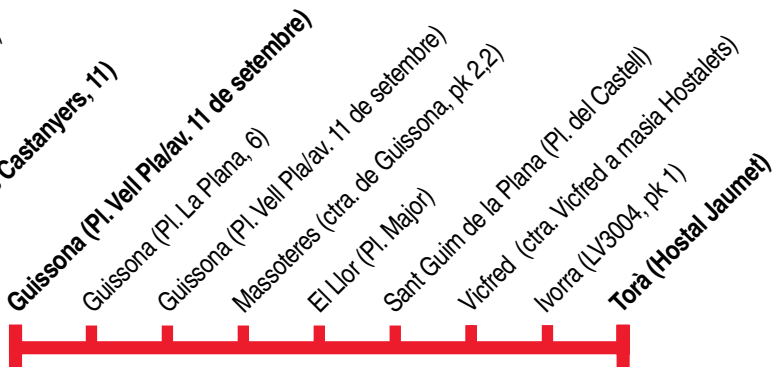 Castanyers, 11)
Guissona (Pl. Vell Pla/av. 11 de setembre)
Guissona (Pl. La Plana, 6)
Guissona (Pl. Vell Pla/av. 11 de setembre)
Massoteres (ctra. de Guissona, pk 2,2)
El Llor (Pl. Major)
Sant Guim de la Plana (Pl. del Castell)
Vicfred (ctra. Vicfred a masia Hostalets)
Ivorra (LV3004, pk 1)
Torà (Hostal Jaumet)